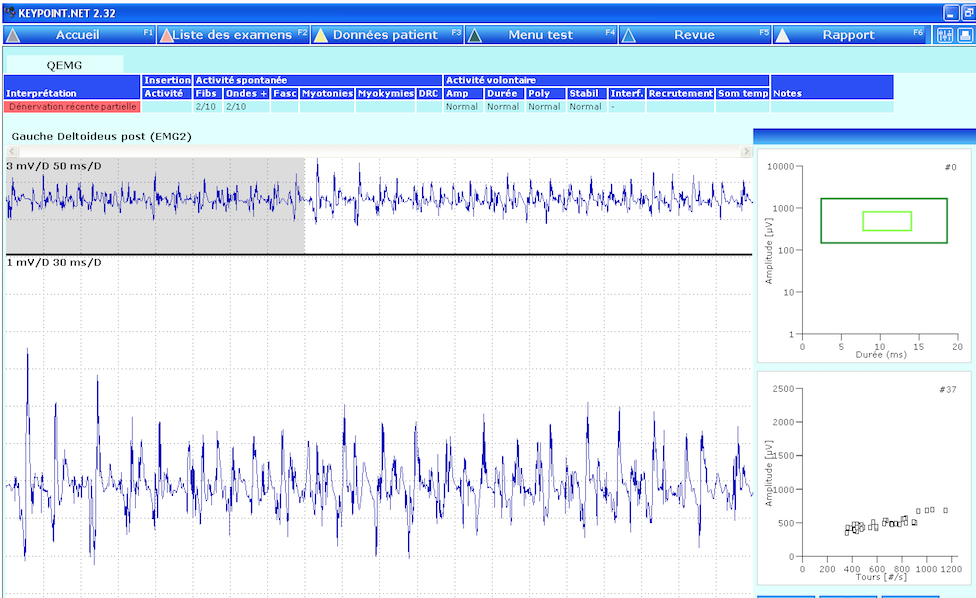 KEYPOINT.NET 2.32
Accueil F1 Liste des examens F2 Données patient F3 Menu test F4 Revue F5 Rapport F6
QEMG
Insertion Activité spontanée Activité volontaire
Interprétation Activité Fibs Ondes + Fasc Myotonies Myokymies DRC Amp Durée Poly Stabil Interf. Recrutement Som temp Notes
Dénervation récente partielle 2/10 2/10 Normal Normal Normal Normal -
Gauche Deltoideus post (EMG2)
3 mV/D 50 ms/D
1 mV/D 30 ms/D
#0
Amplitude [µV]
10000
1000
100
10
1
0 5 10 15 20
Durée (ms)
#37
Amplitude [µV]
2500
2000
1500
1000
500
0
0 200 400 600 800 1000 1200
Tours [#/s]